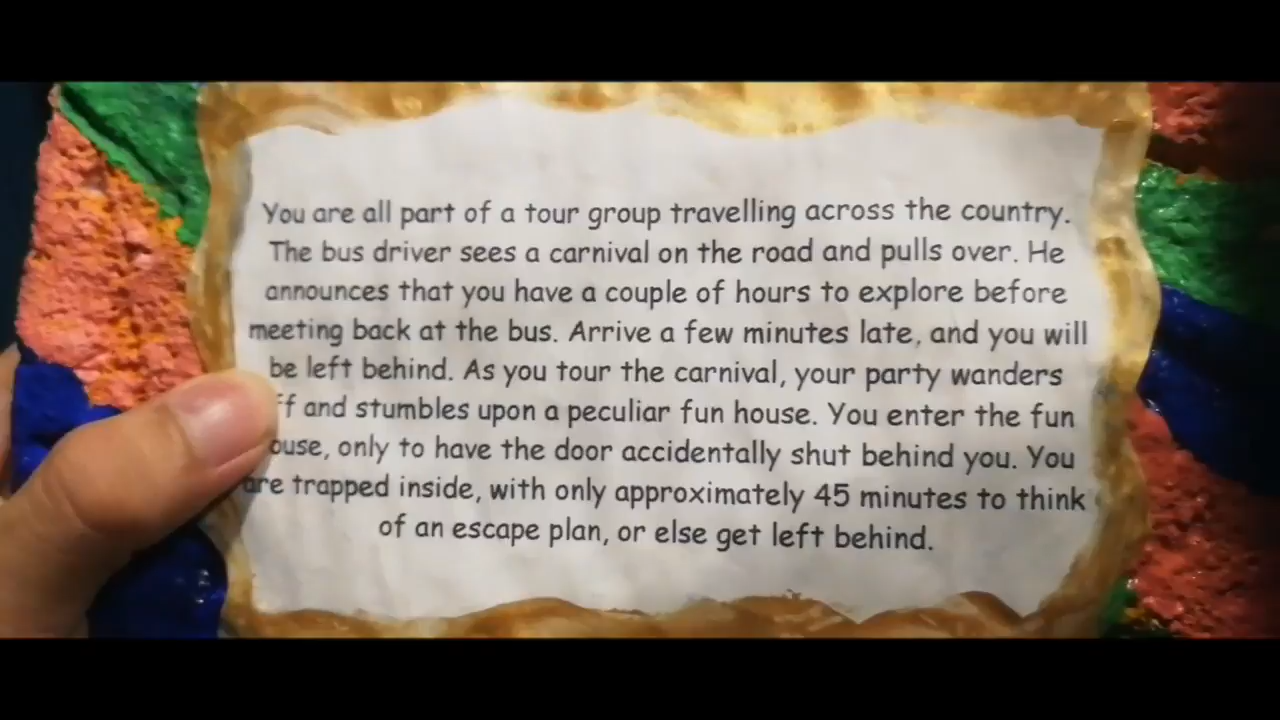 You are all part of a tour group travelling across the country.
The bus driver sees a carnival on the road and pulls over. He
announces that you have a couple of hours to explore before
meeting back at the bus. Arrive a few minutes late, and you will
be left behind. As you tour the carnival, your party wanders
ff and stumbles upon a peculiar fun house. You enter the fun
ouse, only to have the door accidentally shut behind you. You
are trapped inside, with only approximately 45 minutes to think
of an escape plan, or else get left behind.